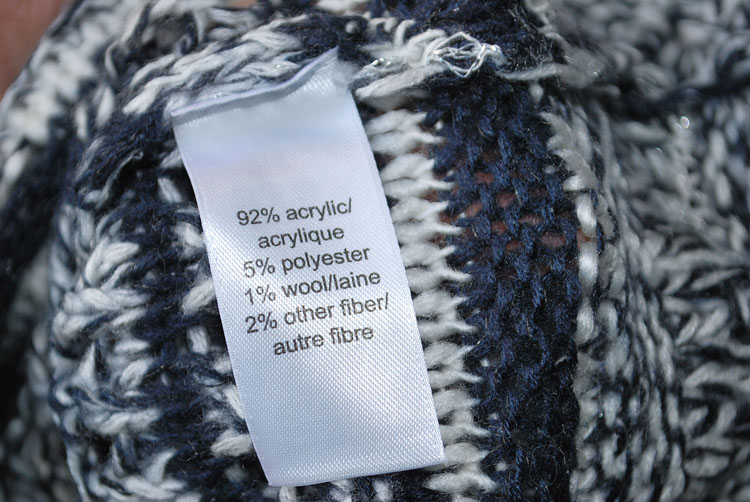 92% acrylic/
acrylique
5% polyester
1% wool/laine
2% other fiber/
autre fibre